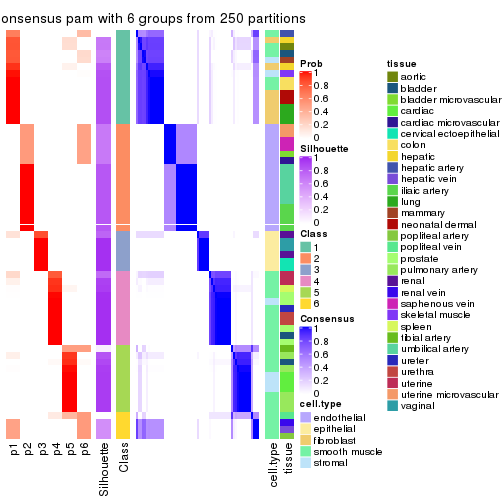 onsensus pam with 6 groups from 250 partitions
Prob
1
0.8
0.6
0.4
0.2
0
Silhouette
1
0.8
0.6
0.4
0.2
0
Class
1
2
3
4
5
6
Consensus
1
0.8
0.6
0.4
0.2
0
cell.type
endothelial
epithelial
fibroblast
smooth muscle
stromal
tissue
aortic
bladder
bladder microvascular
cardiac
cardiac microvascular
cervical ectoepithelial
colon
hepatic
hepatic artery
hepatic vein
iliaic artery
lung
mammary
neonatal dermal
popliteal artery
popliteal vein
prostate
pulmonary artery
renal
renal vein
saphenous vein
skeletal muscle
spleen
tibial artery
umbilical artery
ureter
urethra
uterine
uterine microvascular
vaginal
p1
p2
p3
p4
p5
p6
Silhouette
Class
cell.type
tissue